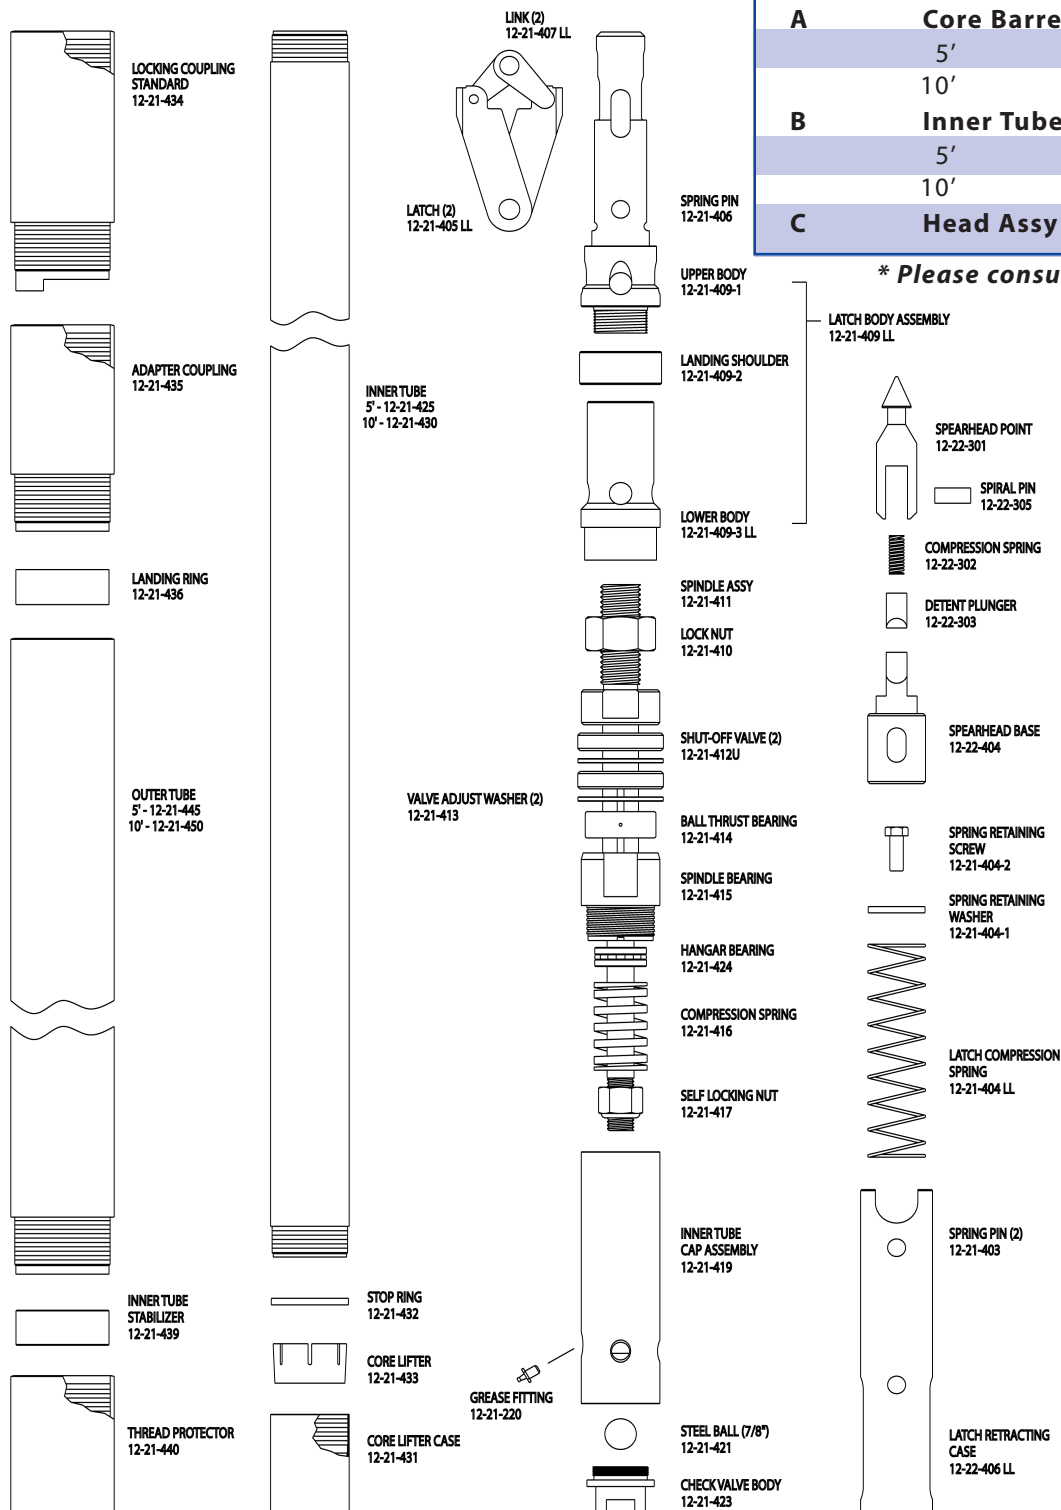 LOCKING COUPLING
STANDARD
12-21-434
ADAPTER COUPLING
12-21-435
LANDING RING
12-21-436
OUTER TUBE
5' - 12-21-445
10' - 12-21-450
INNER TUBE
STABILIZER
12-21-439
THREAD PROTECTOR
12-21-440
INNER TUBE
5' - 12-21-425
10' - 12-21-430
STOP RING
12-21-432
CORE LIFTER
12-21-433
CORE LIFTER CASE
12-21-431
LINK (2)
12-21-407 LL
LATCH (2)
12-21-405 LL
VALVE ADJUST WASHER (2)
12-21-413
GREASE FITTING
12-21-220
SPRING PIN
12-21-406
UPPER BODY
12-21-409-1
LANDING SHOULDER
12-21-409-2
LOWER BODY
12-21-409-3 LL
SPINDLE ASSY
12-21-411
LOCK NUT
12-21-410
SHUT-OFF VALVE (2)
12-21-412U
BALL THRUST BEARING
12-21-414
SPINDLE BEARING
12-21-415
HANGAR BEARING
12-21-424
COMPRESSION SPRING
12-21-416
SELF LOCKING NUT
12-21-417
INNER TUBE
CAP ASSEMBLY
12-21-419
STEEL BALL (7/8")
12-21-421
CHECK VALVE BODY
12-21-423
A Core Barre
5'
10'
B Inner Tube
5'
10'
C Head Assy
* Please consu
LATCH BODY ASSEMBLY
12-21-409 LL
SPEARHEAD POINT
12-22-301
SPIRAL PIN
12-22-305
COMPRESSION SPRING
12-22-302
DETENT PLUNGER
12-22-303
SPEARHEAD BASE
12-22-404
SPRING RETAINING
SCREW
12-21-404-2
SPRING RETAINING
WASHER
12-21-404-1
LATCH COMPRESSION
SPRING
12-21-404 LL
SPRING PIN (2)
12-21-403
LATCH RETRACTING
CASE
12-22-406 LL